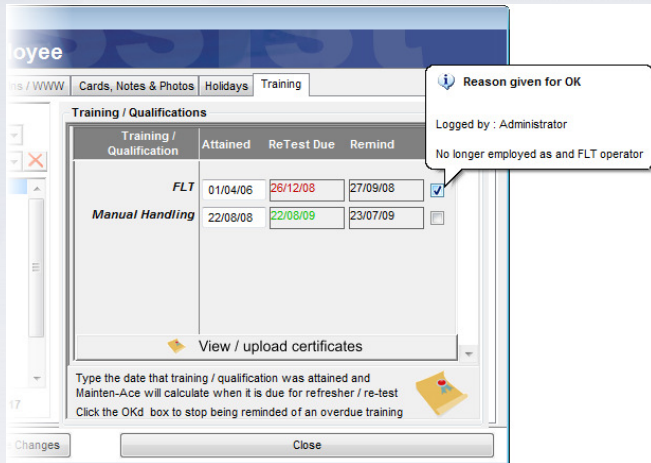 loyee
ns / WWW
Cards, Notes & Photos
Holidays
Training
Reason given for OK
Logged by : Administrator
No longer employed as and FLT operator
Training / Qualifications
Training / Qualification
Attained
ReTest Due
Remind
FLT
01/04/06
26/12/08
27/09/08
Manual Handling
22/08/08
22/08/09
23/07/09
View / upload certificates
Type the date that training / qualification was attained and
Mainten-Ace will calculate when it is due for refresher / re-test
Click the OKd box to stop being reminded of an overdue training
17
Changes
Close